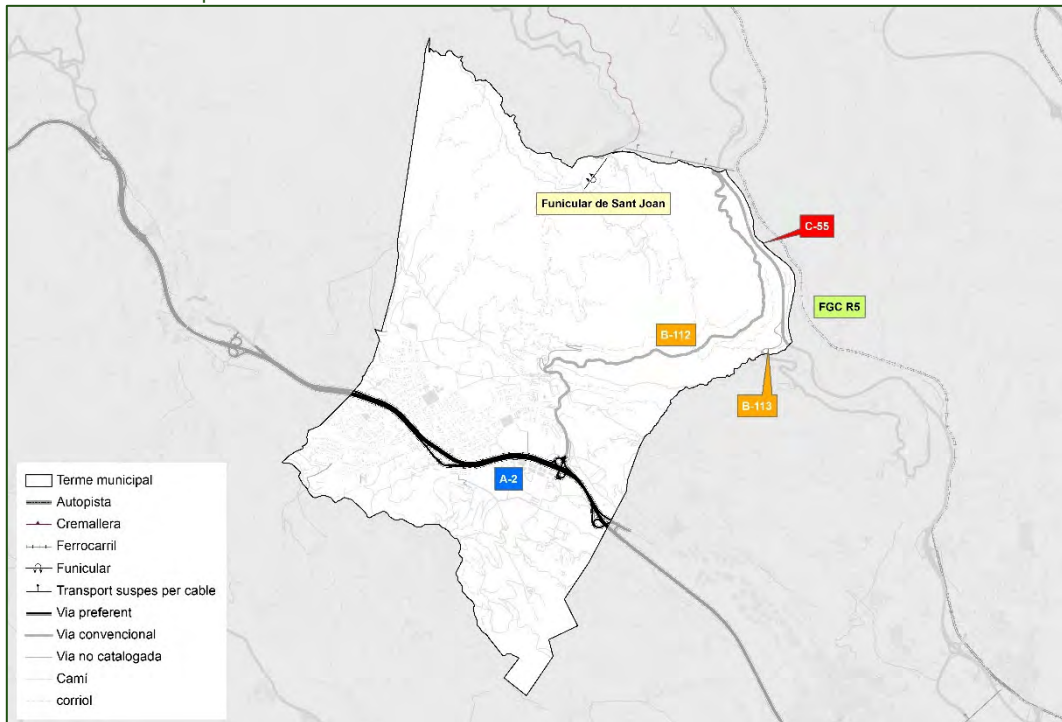 Funicular de Sant Joan
C-55
FGC R5
B-112
B-113
A-2
Terme municipal
Autopista
Cremallera
Ferrocarril
Funicular
Transport suspes per cable
Via preferent
Via convencional
Via no catalogada
Camí
corriol